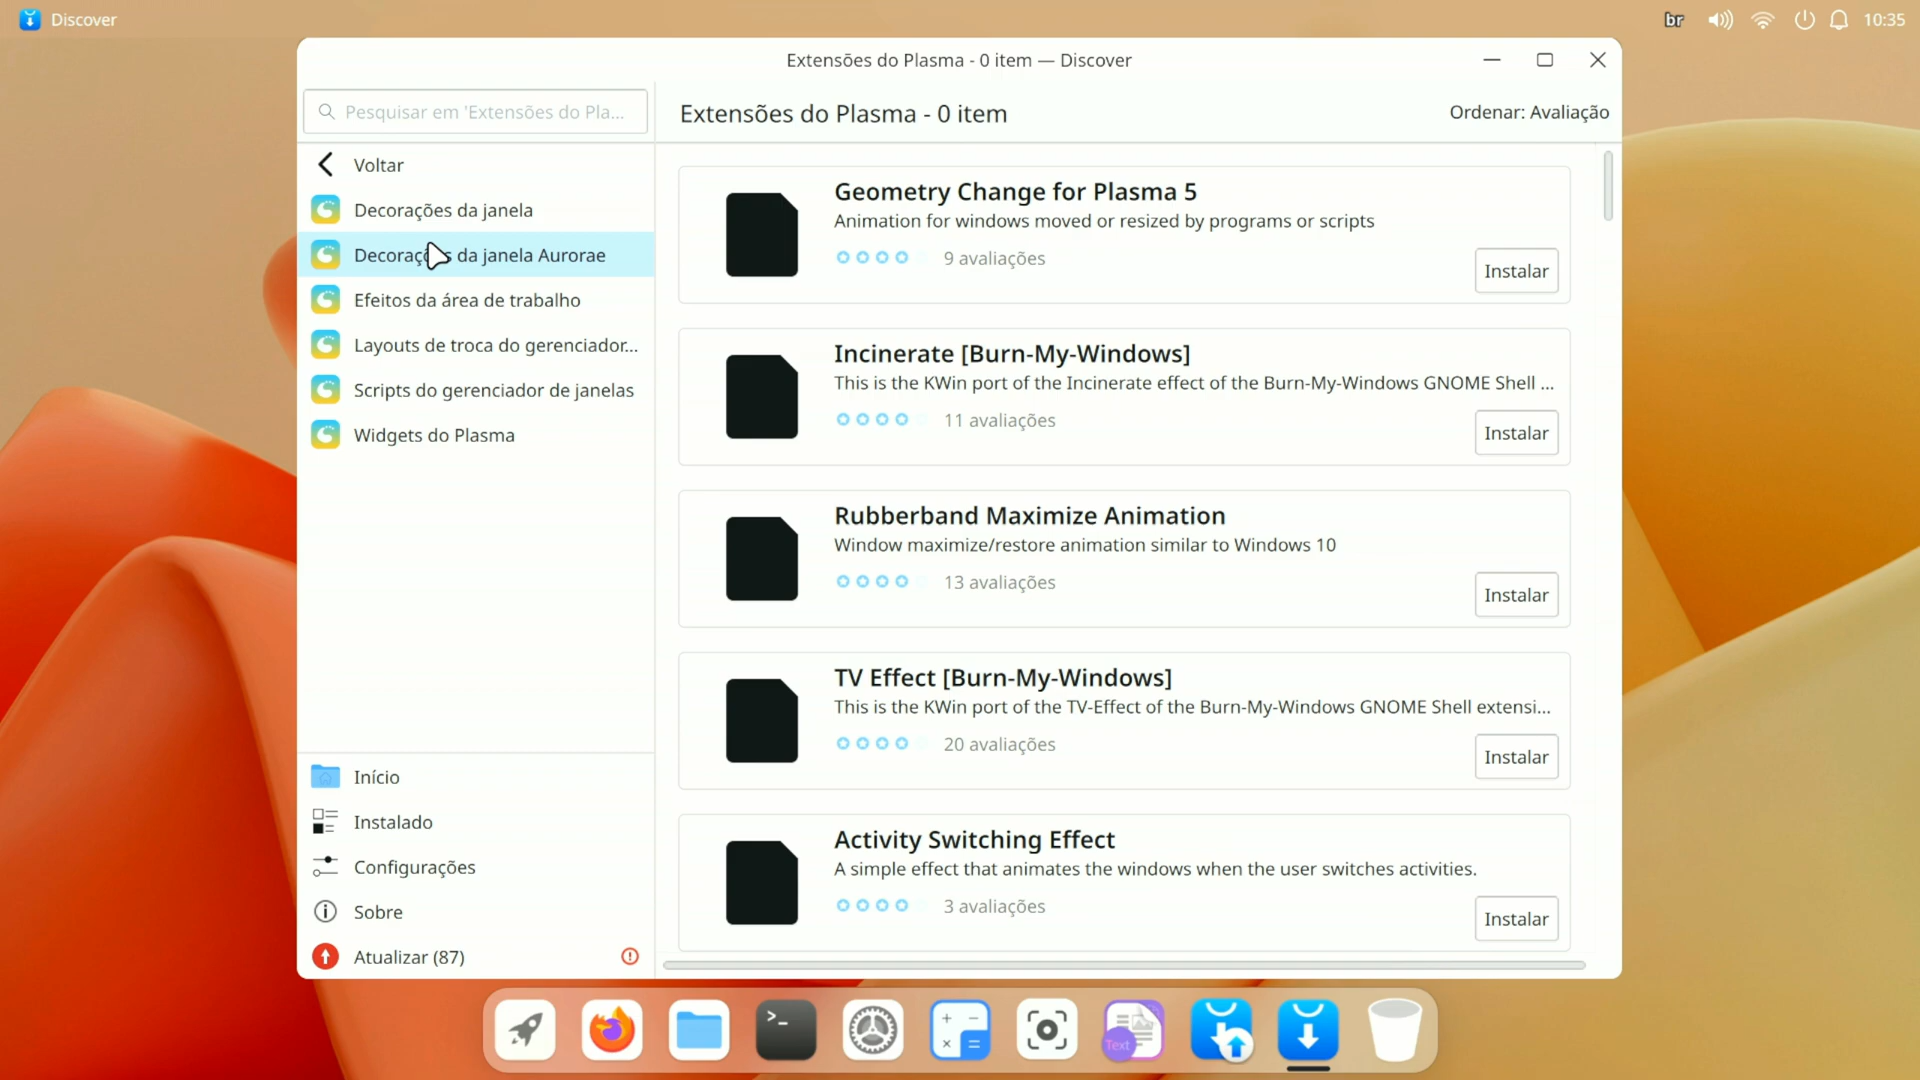 Discover
br
10:35
Extensões do Plasma - 0 item — Discover
Pesquisar em 'Extensões do Pla...
Extensões do Plasma - 0 item
Ordenar: Avaliação
Voltar
Decorações da janela
Decorações da janela Aurorae
Efeitos da área de trabalho
Layouts de troca do gerenciador...
Scripts do gerenciador de janelas
Widgets do Plasma
Início
Instalado
Configurações
Sobre
Atualizar (87)
Geometry Change for Plasma 5
Animation for windows moved or resized by programs or scripts
9 avaliações
Instalar
Incinerate [Burn-My-Windows]
This is the KWin port of the Incinerate effect of the Burn-My-Windows GNOME Shell ...
11 avaliações
Instalar
Rubberband Maximize Animation
Window maximize/restore animation similar to Windows 10
13 avaliações
Instalar
TV Effect [Burn-My-Windows]
This is the KWin port of the TV-Effect of the Burn-My-Windows GNOME Shell extensi...
20 avaliações
Instalar
Activity Switching Effect
A simple effect that animates the windows when the user switches activities.
3 avaliações
Instalar
Text